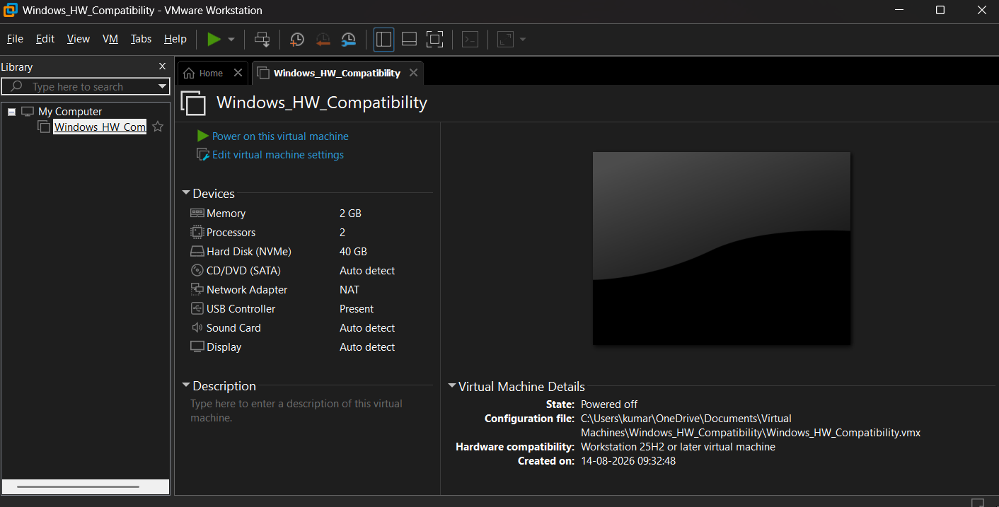 Windows_HW_Compatibility - VMware Workstation
File Edit View VM Tabs Help
Library
Type here to search
My Computer
Windows_HW_Com
Home
Windows_HW_Compatibility
Windows_HW_Compatibility
Power on this virtual machine
Edit virtual machine settings
Devices
Memory 2 GB
Processors 2
Hard Disk (NVMe) 40 GB
CD/DVD (SATA) Auto detect
Network Adapter NAT
USB Controller Present
Sound Card Auto detect
Display Auto detect
Description
Type here to enter a description of this virtual
machine.
Virtual Machine Details
State: Powered off
Configuration file: C:\Users\kumar\OneDrive\Documents\Virtual
Machines\Windows_HW_Compatibility\Windows_HW_Compatibility.vmx
Hardware compatibility: Workstation 25H2 or later virtual machine
Created on: 14-08-2026 09:32:48